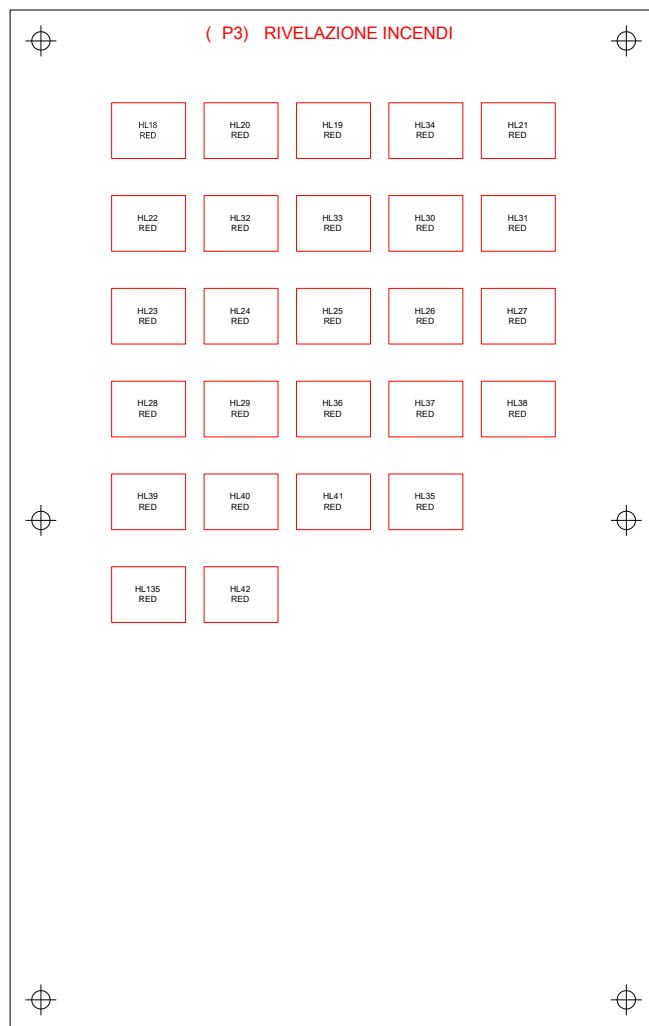 ( P3) RIVELAZIONE INCENDI
HL18
RED
HL20
RED
HL19
RED
HL34
RED
HL21
RED
HL22
RED
HL32
RED
HL33
RED
HL30
RED
HL31
RED
HL23
RED
HL24
RED
HL25
RED
HL26
RED
HL27
RED
HL28
RED
HL29
RED
HL36
RED
HL37
RED
HL38
RED
HL39
RED
HL40
RED
HL41
RED
HL35
RED
HL135
RED
HL42
RED